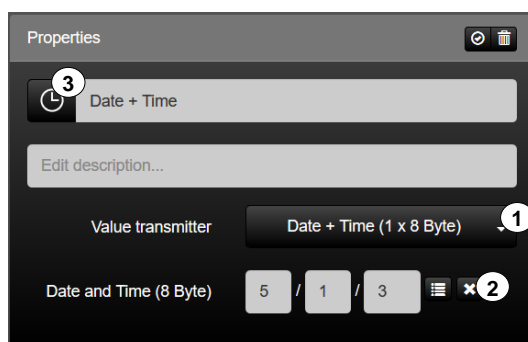 Properties
3
Date + Time
Edit description...
Value transmitter Date + Time (1 x 8 Byte) 1
Date and Time (8 Byte) 5 / 1 / 3 2